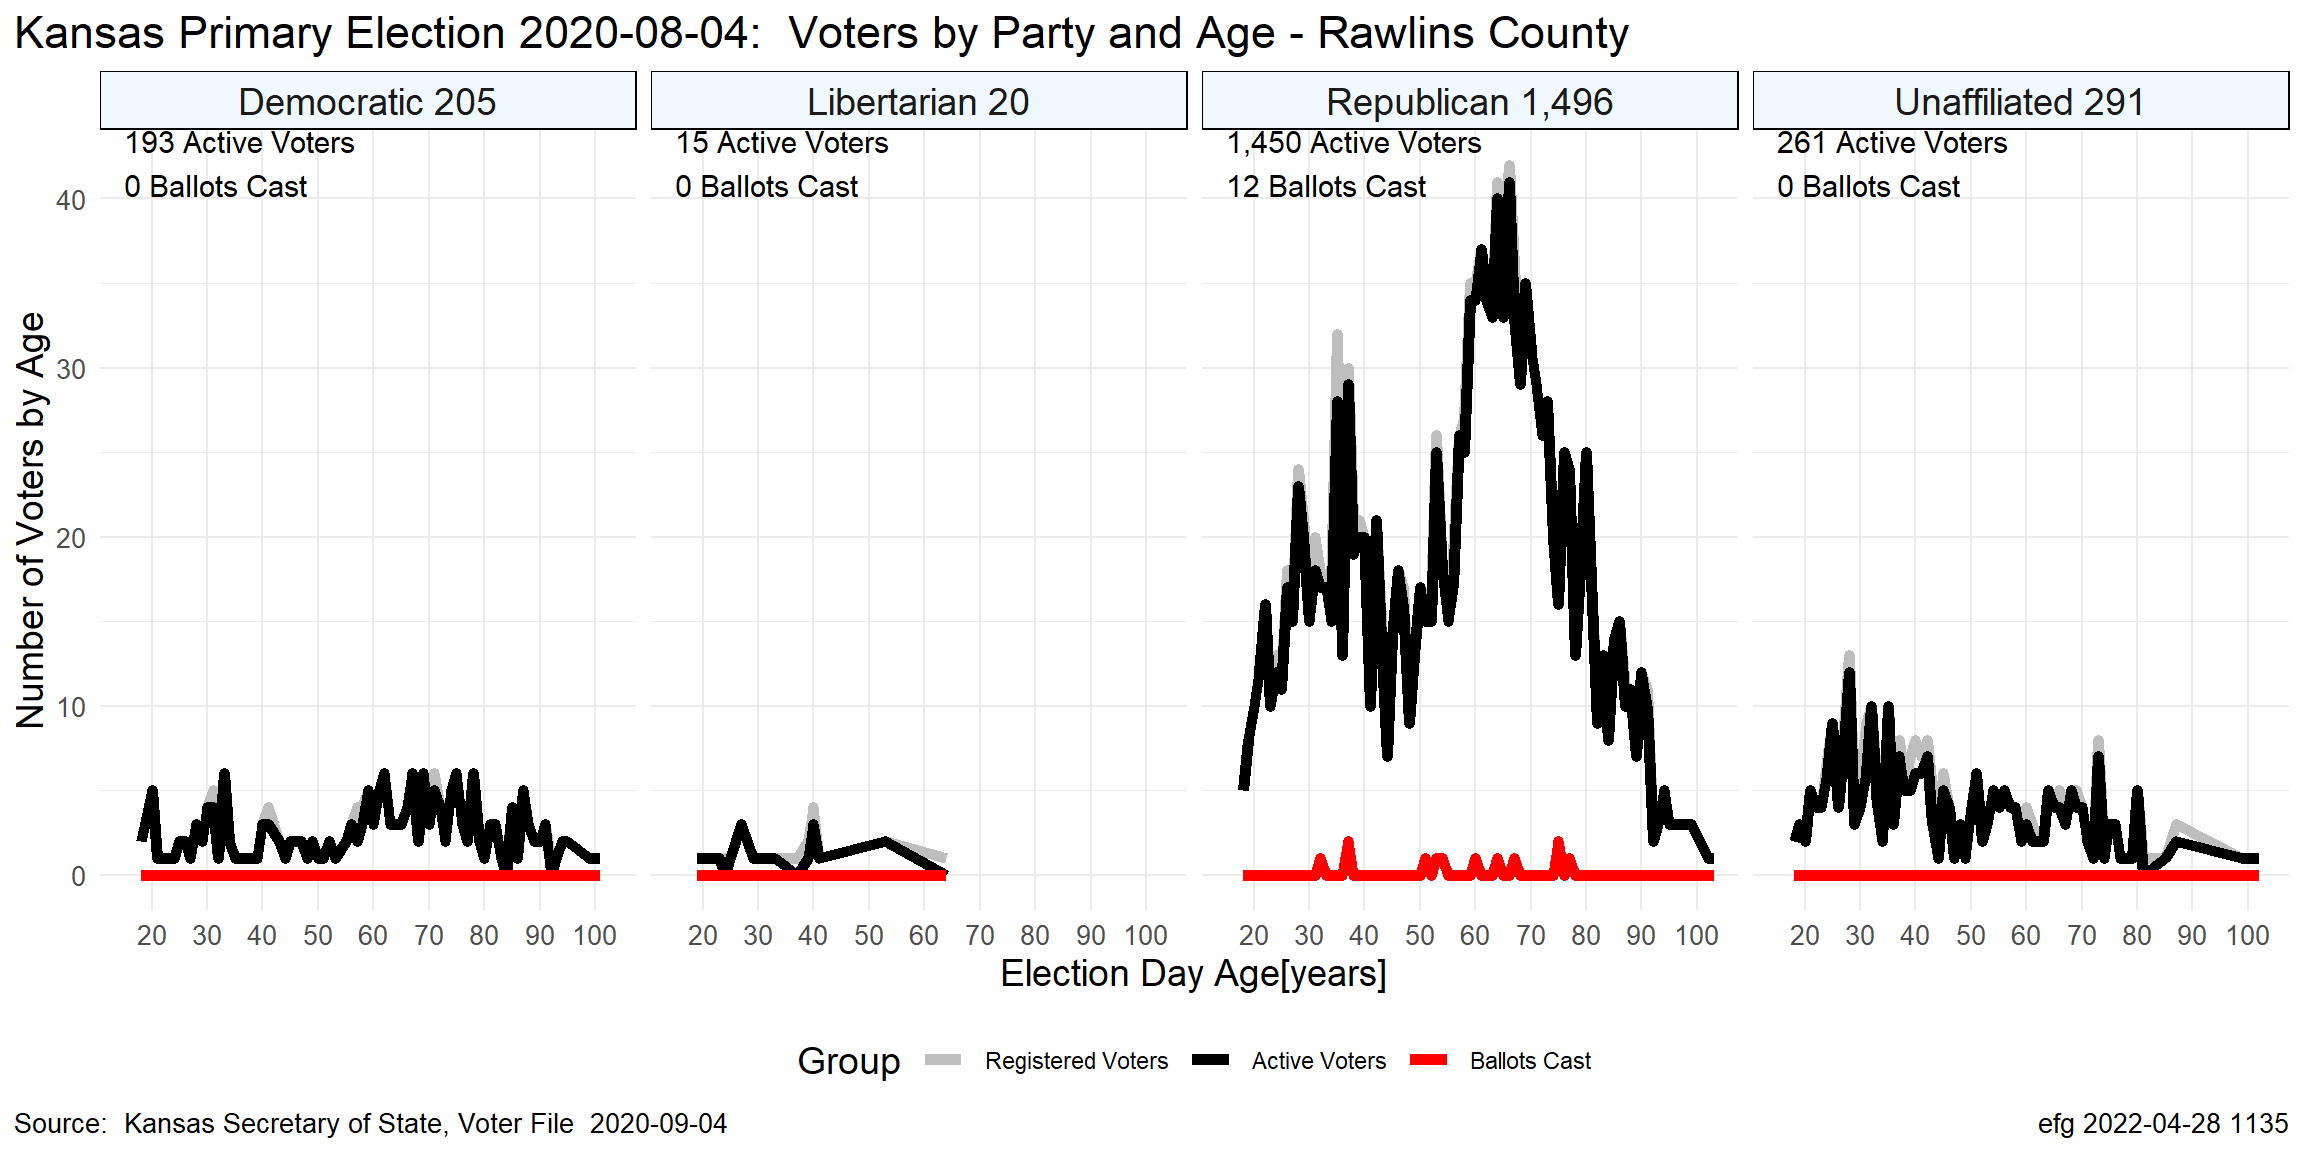 Kansas Primary Election 2020-08-04:  Voters by Party and Age - Rawlins County
Democratic 205
Libertarian 20
Republican 1,496
Unaffiliated 291
193 Active Voters
0 Ballots Cast
15 Active Voters
0 Ballots Cast
1,450 Active Voters
12 Ballots Cast
261 Active Voters
0 Ballots Cast
Number of Voters by Age
40
30
20
10
0
20 30 40 50 60 70 80 90 100
20 30 40 50 60 70 80 90 100
20 30 40 50 60 70 80 90 100
20 30 40 50 60 70 80 90 100
Election Day Age[years]
Group Registered Voters Active Voters Ballots Cast
Source:  Kansas Secretary of State, Voter File  2020-09-04
efg 2022-04-28 1135